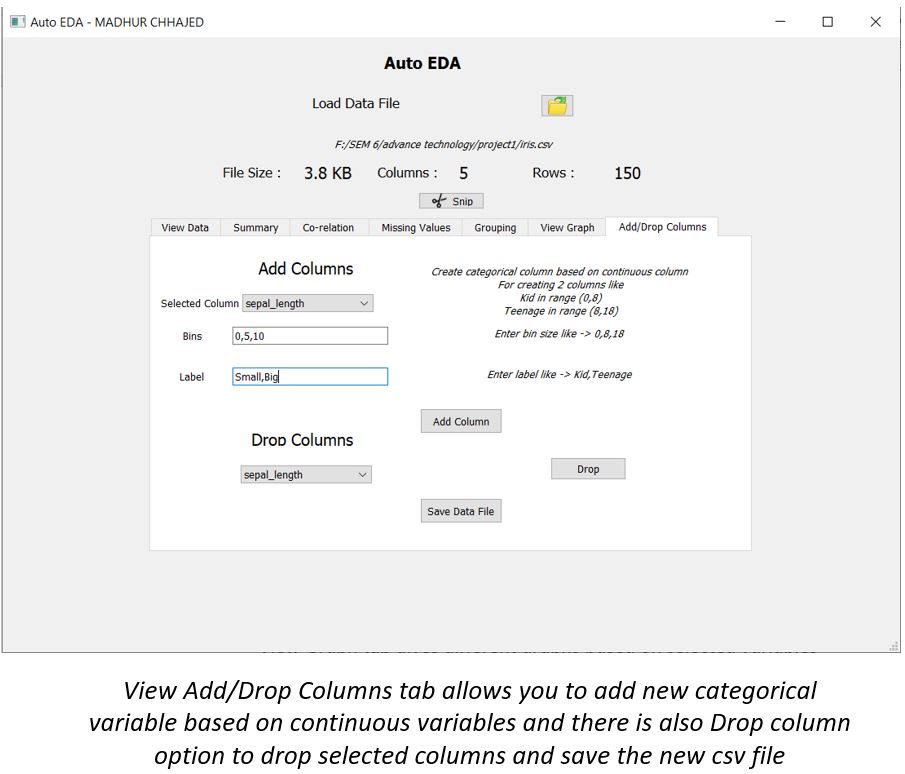 Auto EDA - MADHUR CHHAJED
Auto EDA
Load Data File
F:/SEM 6/advance technology/project1/iris.csv
File Size : 3.8 KB Columns : 5 Rows : 150
Snip
View Data Summary Co-relation Missing Values Grouping View Graph Add/Drop Columns
Add Columns
Create categorical column based on continuous column
For creating 2 columns like
Kid in range (0,8)
Teenage in range (8,18)
Selected Column sepal_length
Bins 0,5,10 Enter bin size like -> 0,8,18
Label Small,Big Enter label like -> Kid,Teenage
Add Column
Drop Columns
sepal_length Drop
Save Data File
View Add/Drop Columns tab allows you to add new categorical
variable based on continuous variables and there is also Drop column
option to drop selected columns and save the new csv file